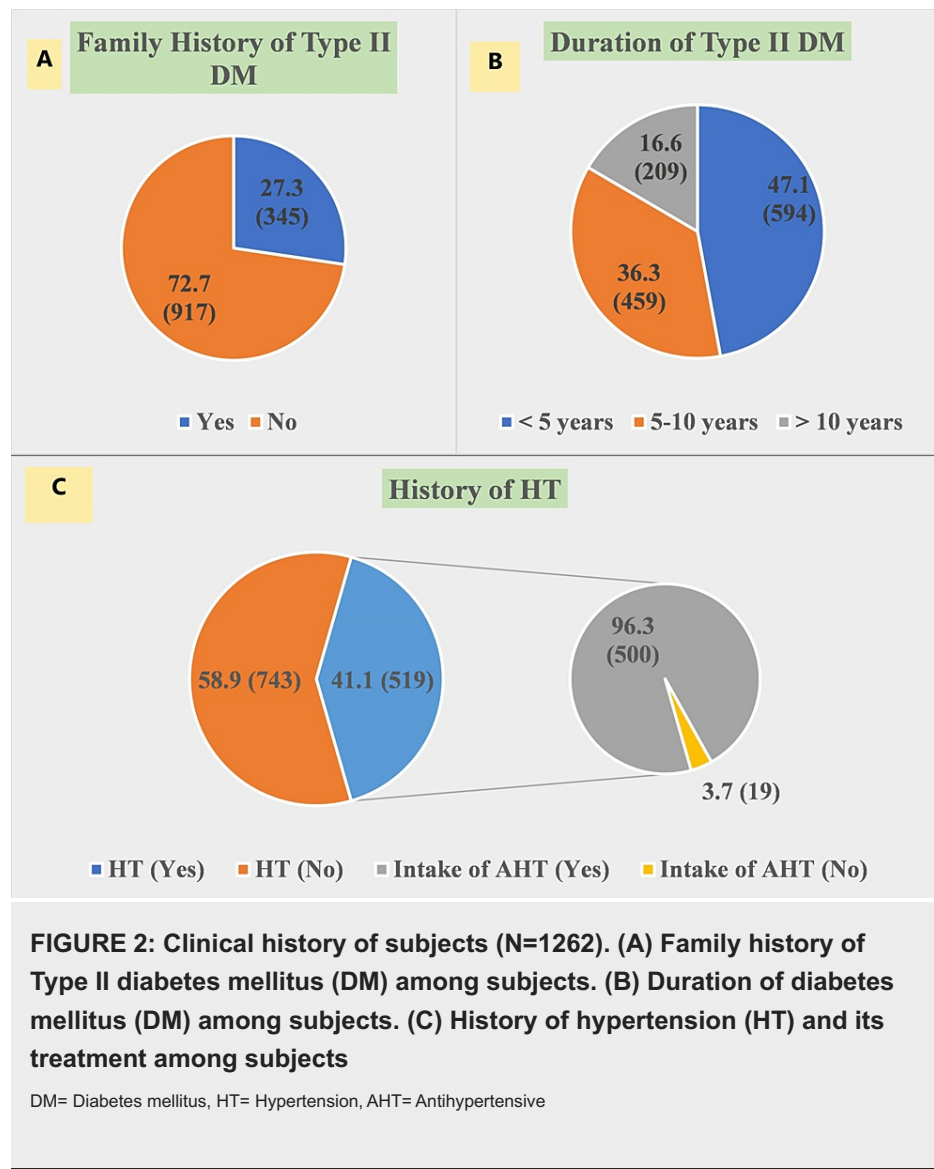 A
Family History of Type II
DM
27.3
(345)
72.7
(917)
Yes No
B
Duration of Type II DM
16.6
(209)
47.1
(594)
36.3
(459)
< 5 years 5-10 years > 10 years
C
History of HT
58.9 (743) 41.1 (519)
96.3
(500)
3.7 (19)
HT (Yes) HT (No) Intake of AHT (Yes) Intake of AHT (No)
FIGURE 2: Clinical history of subjects (N=1262). (A) Family history of
Type II diabetes mellitus (DM) among subjects. (B) Duration of diabetes
mellitus (DM) among subjects. (C) History of hypertension (HT) and its
treatment among subjects
DM= Diabetes mellitus, HT= Hypertension, AHT= Antihypertensive